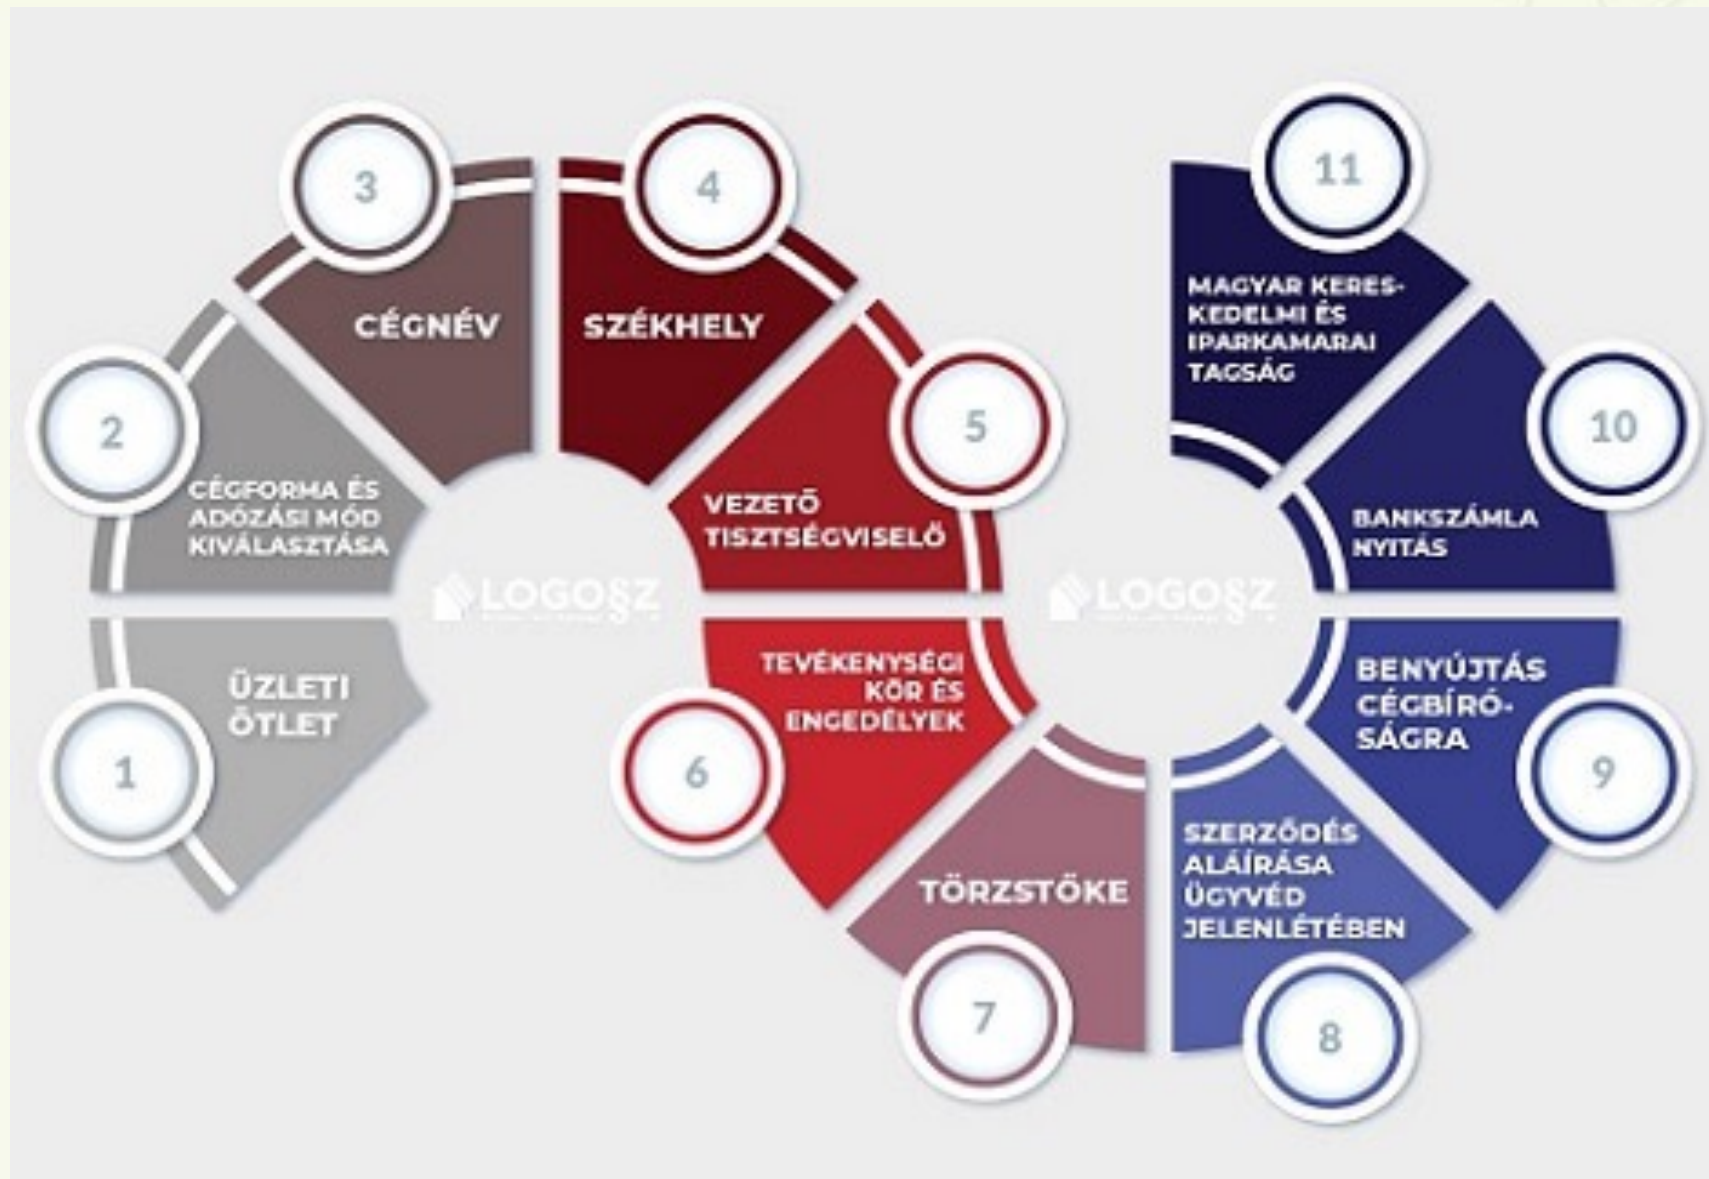 1
ÜZLETI
ÖTLET
2
CÉGFORMA ÉS
ADÓZÁSI MÓD
KIVÁLASZTÁSA
3
CÉGNÉV
4
SZÉKHELY
5
VEZETŐ
TISZTSÉGVISELŐ
6
TEVÉKENYSÉGI
KÖR ÉS
ENGEDÉLYEK
7
TÖRZSTŐKE
8
SZERZŐDÉS
ALÁÍRÁSA
ÜGYVÉD
JELENLÉTÉBEN
9
BENYÚJTÁS
CÉGBÍRÓ-
SÁGRA
10
BANKSZÁMLA
NYITÁS
11
MAGYAR KERES-
KEDELMI ÉS
IPARKAMARAI
TAGSÁG
LOGO§Z
LOGO§Z